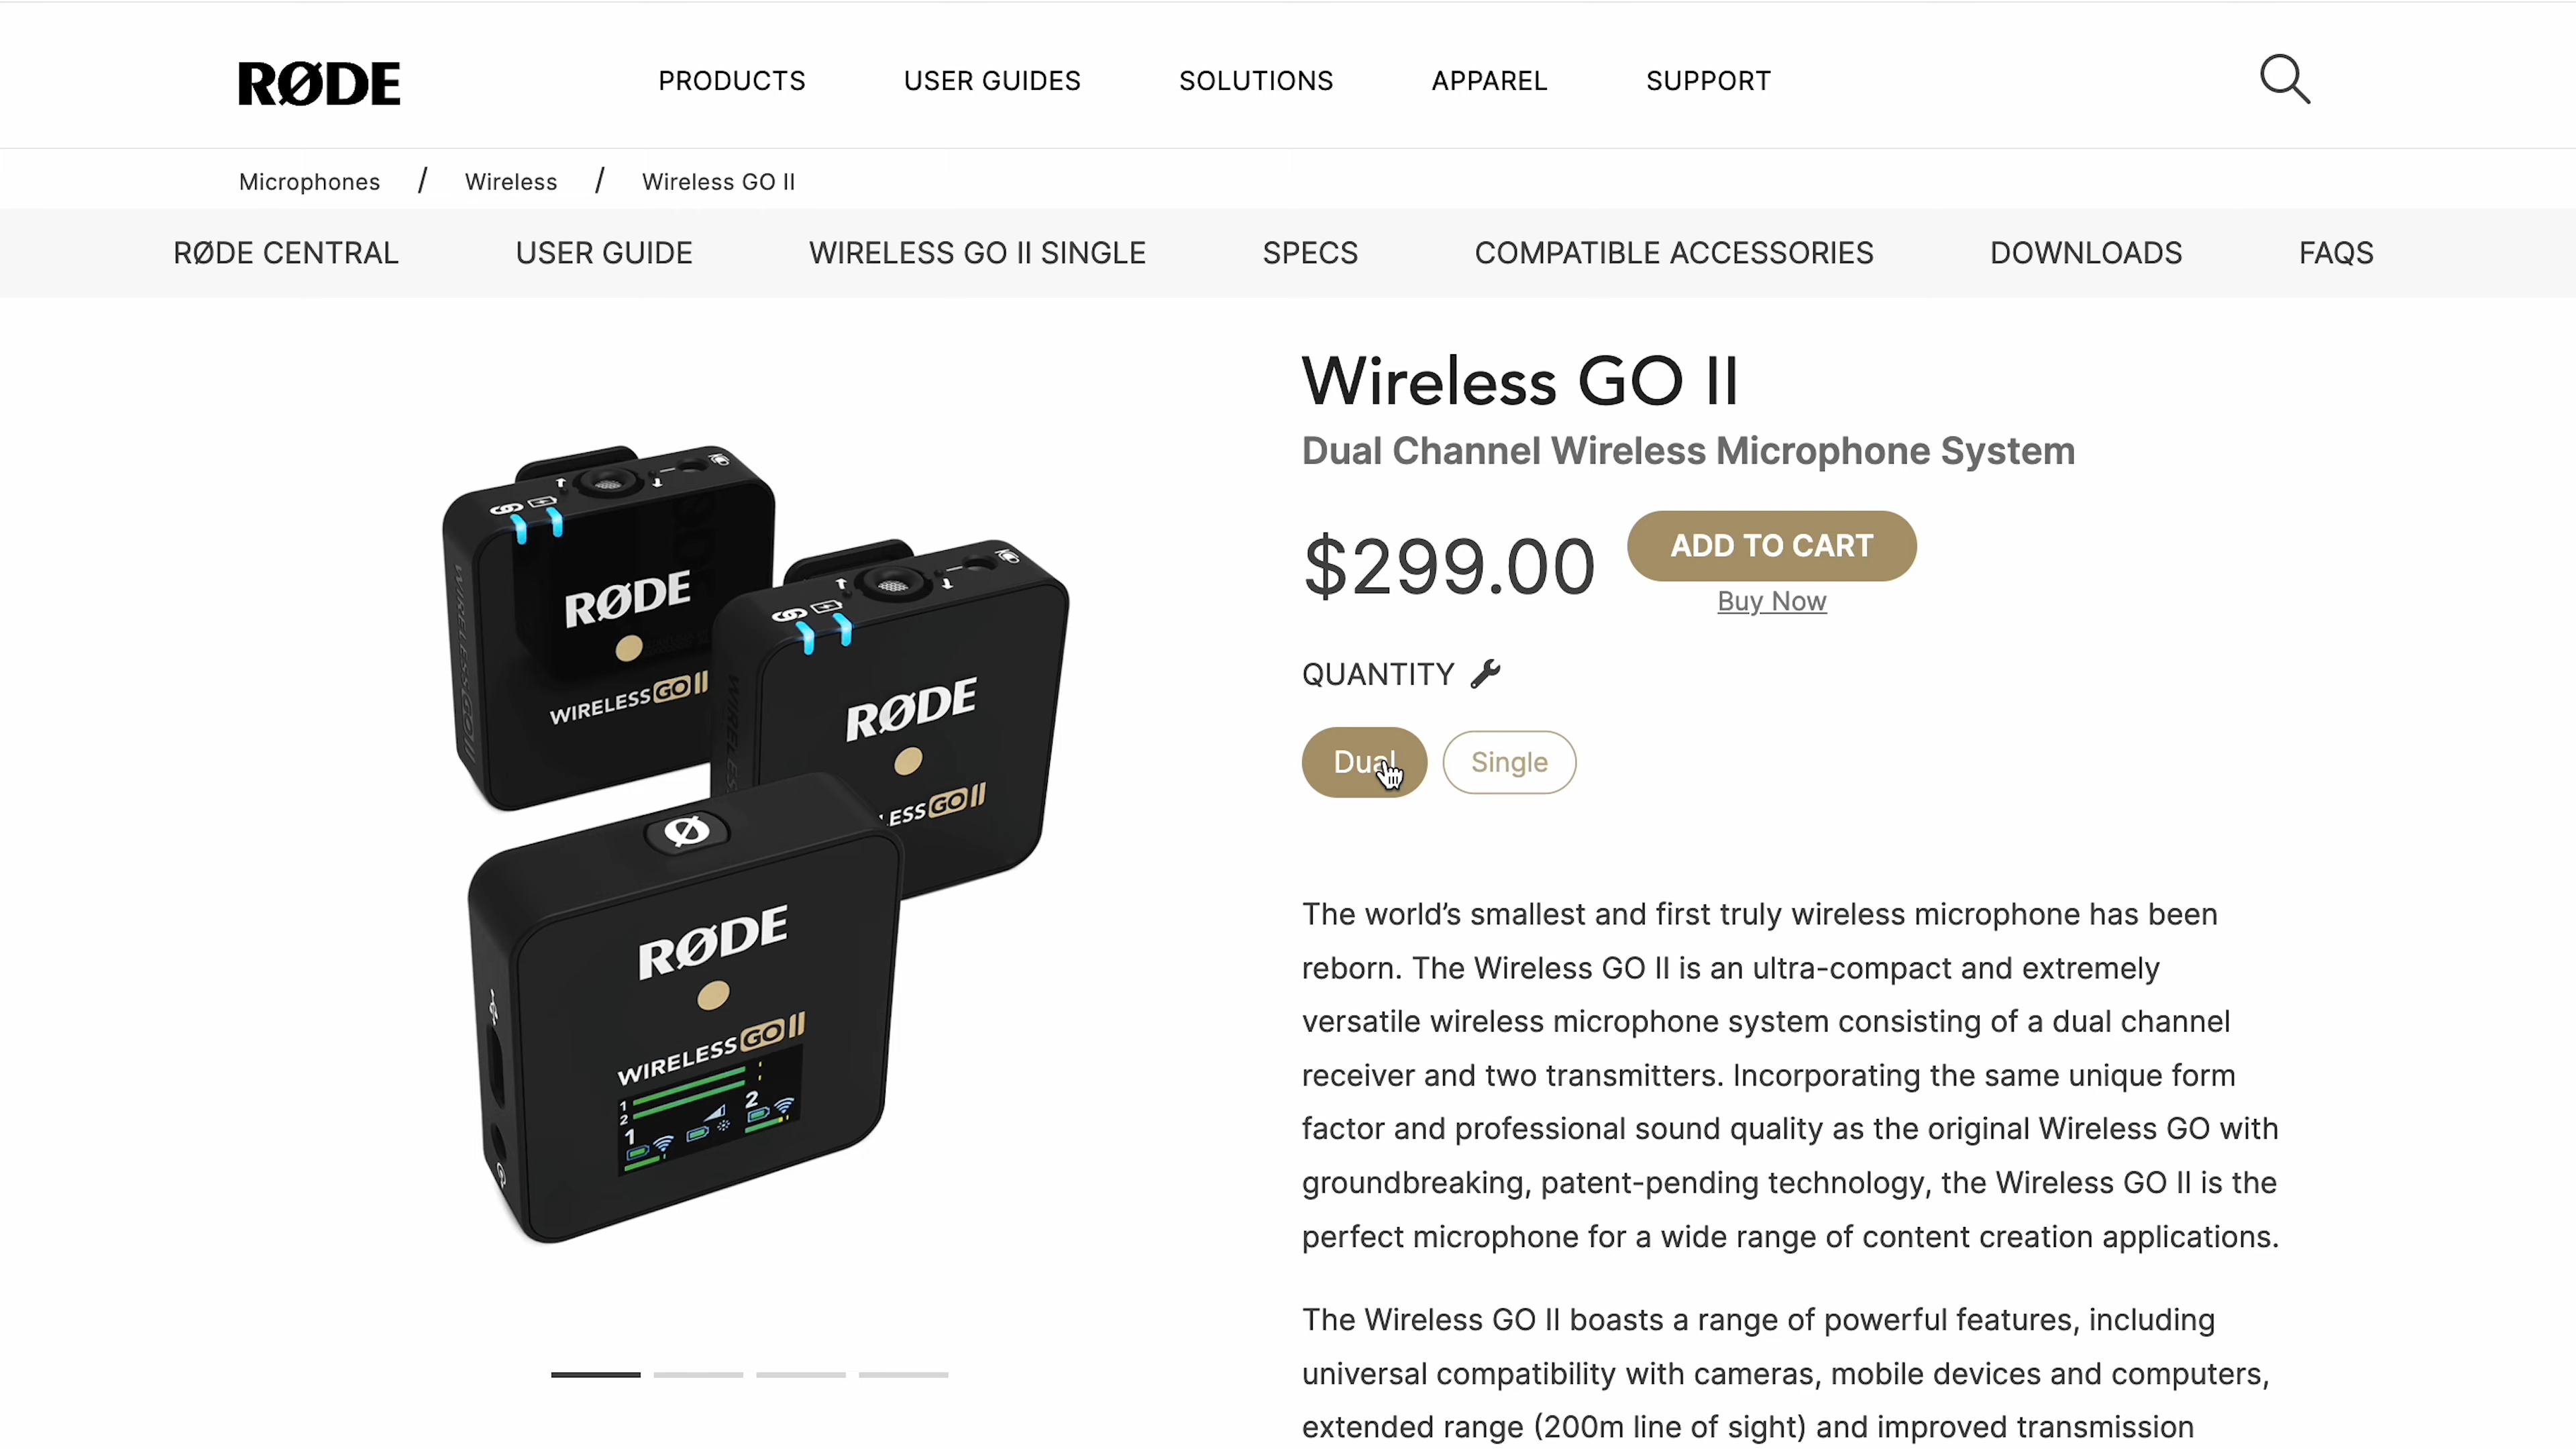 RØDE PRODUCTS USER GUIDES SOLUTIONS APPAREL SUPPORT
Microphones / Wireless / Wireless GO II
RØDE CENTRAL USER GUIDE WIRELESS GO II SINGLE SPECS COMPATIBLE ACCESSORIES DOWNLOADS FAQS
RØDE
WIRELESS GO II
RØDE
LESS GO II
RØDE
WIRELESS GO II
1
2
1
2
Wireless GO II
Dual Channel Wireless Microphone System
$299.00 ADD TO CART
Buy Now
QUANTITY
Dual Single
The world’s smallest and first truly wireless microphone has been
reborn. The Wireless GO II is an ultra-compact and extremely
versatile wireless microphone system consisting of a dual channel
receiver and two transmitters. Incorporating the same unique form
factor and professional sound quality as the original Wireless GO with
groundbreaking, patent-pending technology, the Wireless GO II is the
perfect microphone for a wide range of content creation applications.
The Wireless GO II boasts a range of powerful features, including
universal compatibility with cameras, mobile devices and computers,
extended range (200m line of sight) and improved transmission